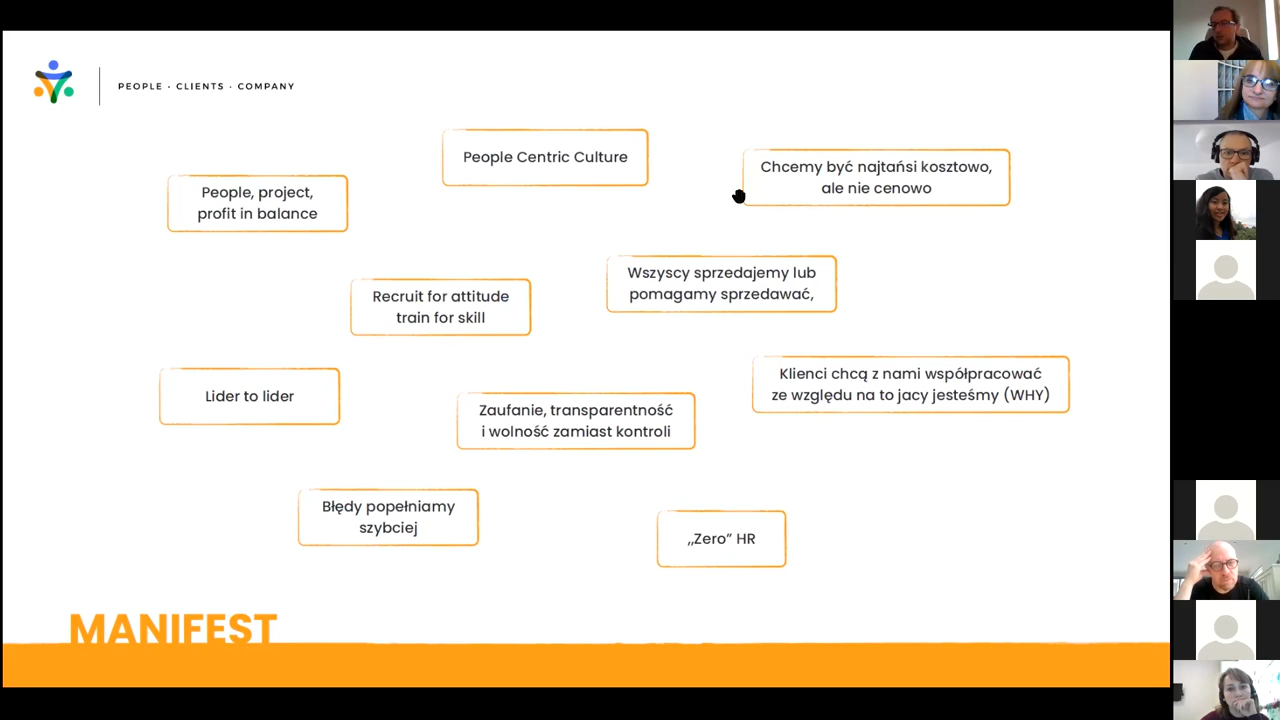 PEOPLE · CLIENTS · COMPANY
People Centric Culture
Chcemy być najtańsi kosztowo,
ale nie cenowo
People, project,
profit in balance
Wszyscy sprzedajemy lub
pomagamy sprzedawać,
Recruit for attitude
train for skill
Klienci chcą z nami współpracować
ze względu na to jacy jesteśmy (WHY)
Lider to lider
Zaufanie, transparentność
i wolność zamiast kontroli
Błędy popełniamy
szybciej
,,Zero” HR
MANIFEST